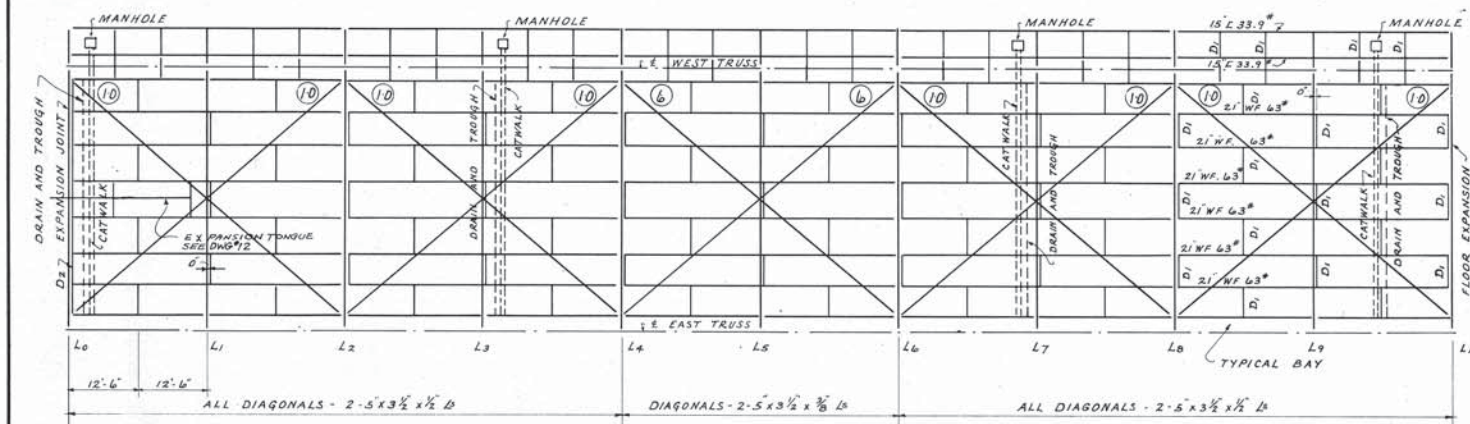 MANHOLE
MANHOLE
MANHOLE
15" [ 33.9#
MANHOLE
D1
D1
D1
D1
15" [ 33.9#
℄ WEST TRUSS
DRAIN AND TROUGH
EXPANSION JOINT
D2
10
10
10
10
6
6
10
10
10
10
CATWALK
DRAIN AND TROUGH
CATWALK
CATWALK
DRAIN AND TROUGH
CATWALK
DRAIN AND TROUGH
FLOOR EXPANSION
EXPANSION TONGUE
SEE DWG #12
6"
6"
D1
21" WF 63#
D1
D1
D1
21" WF. 63#
D1
21" WF. 63#
D1
D1
D1
21" WF 63#
D1
21" WF 63#
D1
D1
D1
21" WF 63#
D1
℄ EAST TRUSS
L0
L1
L2
L3
L4
L5
L6
L7
L8
L9
TYPICAL BAY
12'-6"
12'-6"
ALL DIAGONALS - 2-5"x3½"x½" Ls
DIAGONALS - 2-5"x3½"x⅜" Ls
ALL DIAGONALS - 2-5"x3½"x½" Ls